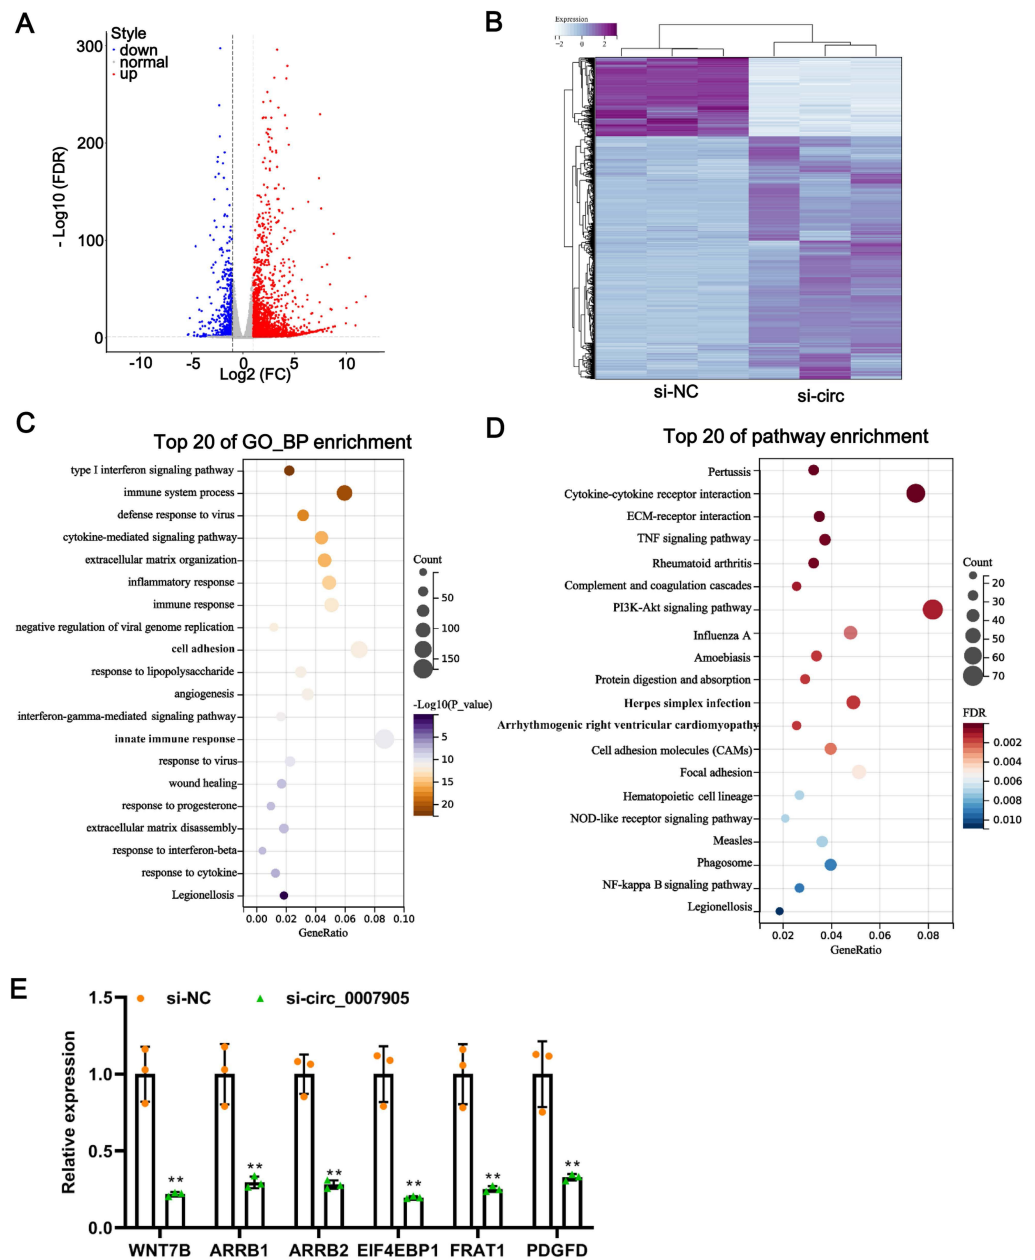 A
Style
down
normal
up
300
200
100
0
- Log10 (FDR)
-10
-5
0
5
10
Log2 (FC)
B
Expression
-2
0
2
si-NC
si-circ
C
Top 20 of GO_BP enrichment
type I interferon signaling pathway
immune system process
defense response to virus
cytokine-mediated signaling pathway
extracellular matrix organization
inflammatory response
immune response
negative regulation of viral genome replication
cell adhesion
response to lipopolysaccharide
angiogenesis
interferon-gamma-mediated signaling pathway
innate immune response
response to virus
wound healing
response to progesterone
extracellular matrix disassembly
response to interferon-beta
response to cytokine
Legionellosis
0.00
0.02
0.04
0.06
0.08
0.10
GeneRatio
Count
50
100
150
-Log10(P_value)
5
10
15
20
D
Top 20 of pathway enrichment
Pertussis
Cytokine-cytokine receptor interaction
ECM-receptor interaction
TNF signaling pathway
Rheumatoid arthritis
Complement and coagulation cascades
PI3K-Akt signaling pathway
Influenza A
Amoebiasis
Protein digestion and absorption
Herpes simplex infection
Arrhythmogenic right ventricular cardiomyopathy
Cell adhesion molecules (CAMs)
Focal adhesion
Hematopoietic cell lineage
NOD-like receptor signaling pathway
Measles
Phagosome
NF-kappa B signaling pathway
Legionellosis
0.02
0.04
0.06
0.08
GeneRatio
Count
20
30
40
50
60
70
FDR
0.002
0.004
0.006
0.008
0.010
E
si-NC
si-circ_0007905
1.5
1.0
0.5
0.0
Relative expression
**
**
**
**
**
**
WNT7B
ARRB1
ARRB2
EIF4EBP1
FRAT1
PDGFD